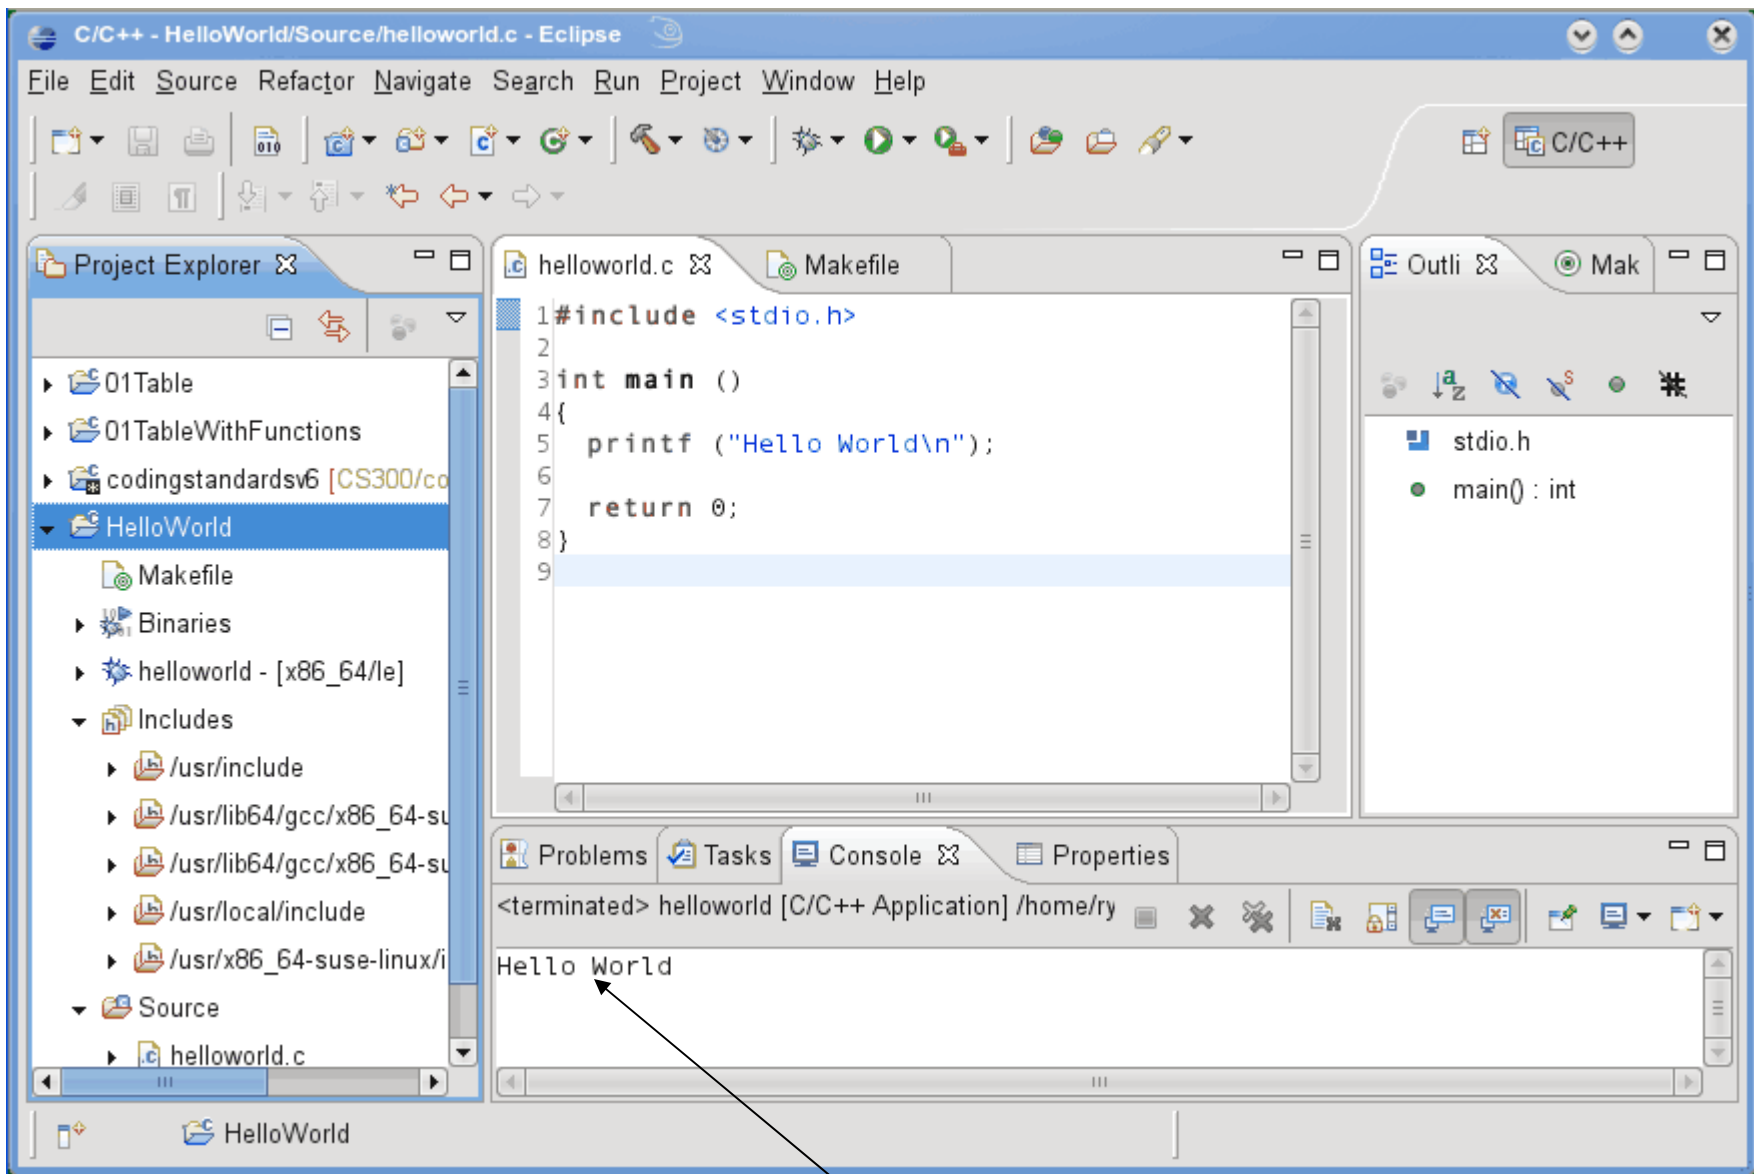 C/C++ - HelloWorld/Source/helloworld.c - Eclipse
File Edit Source Refactor Navigate Search Run Project Window Help
C/C++
Project Explorer
01Table
01TableWithFunctions
codingstandardsv6 [CS300/co
HelloWorld
Makefile
Binaries
helloworld - [x86_64/le]
Includes
/usr/include
/usr/lib64/gcc/x86_64-su
/usr/lib64/gcc/x86_64-su
/usr/local/include
/usr/x86_64-suse-linux/i
Source
helloworld.c
helloworld.c Makefile
1 #include <stdio.h>
2
3 int main ()
4 {
5   printf ("Hello World\n");
6
7   return 0;
8 }
9
Outli Mak
stdio.h
main() : int
Problems Tasks Console Properties
<terminated> helloworld [C/C++ Application] /home/ry
Hello World
HelloWorld